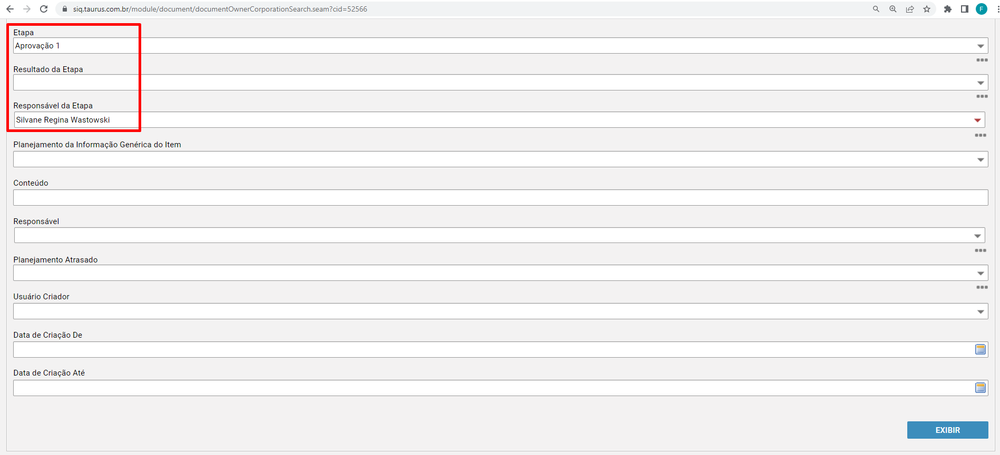 siq.taurus.com.br/module/document/documentOwnerCorporationSearch.seam?cid=52566
F
Etapa
Aprovação 1
Resultado da Etapa
Responsável da Etapa
Silvane Regina Wastowski
Planejamento da Informação Genérica do Item
Conteúdo
Responsável
Planejamento Atrasado
Usuário Criador
Data de Criação De
Data de Criação Até
EXIBIR